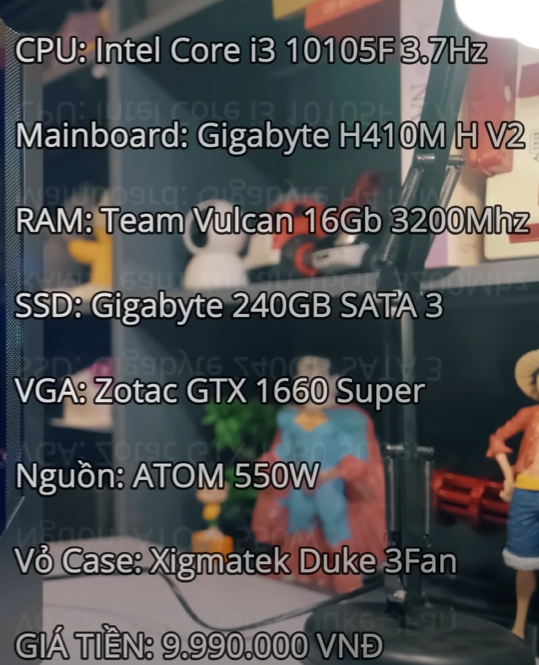 CPU: Intel Core i3 10105F 3.7Hz
Mainboard: Gigabyte H410M H V2
RAM: Team Vulcan 16Gb 3200Mhz
SSD: Gigabyte 240GB SATA 3
VGA: Zotac GTX 1660 Super
Nguồn: ATOM 550W
Vỏ Case: Xigmatek Duke 3Fan
GIÁ TIỀN: 9.990.000 VNĐ